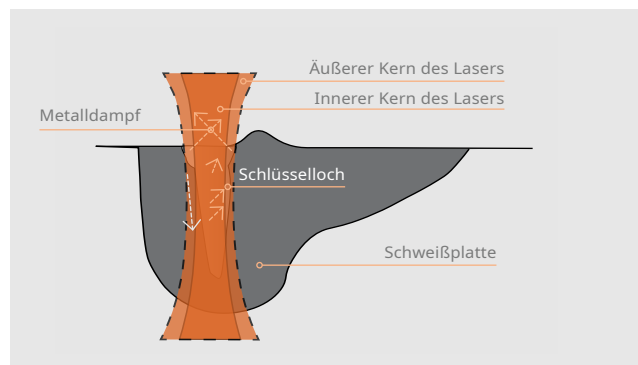 Äußerer Kern des Lasers
Innerer Kern des Lasers
Metalldampf
Schlüsselloch
Schweißplatte